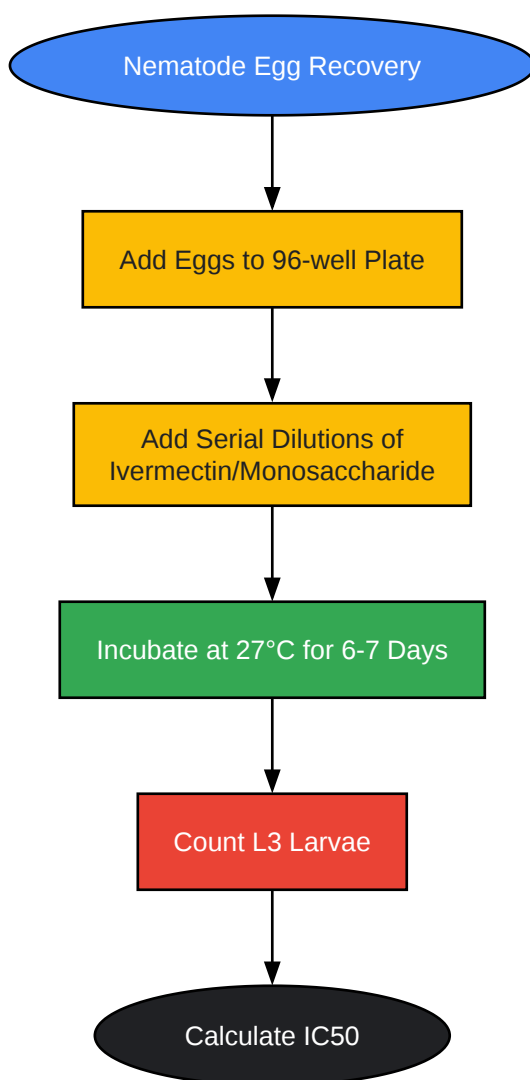 Nematode Egg Recovery
Add Eggs to 96-well Plate
Add Serial Dilutions of
Ivermectin/Monosaccharide
Incubate at 27°C for 6-7 Days
Count L3 Larvae
Calculate IC50